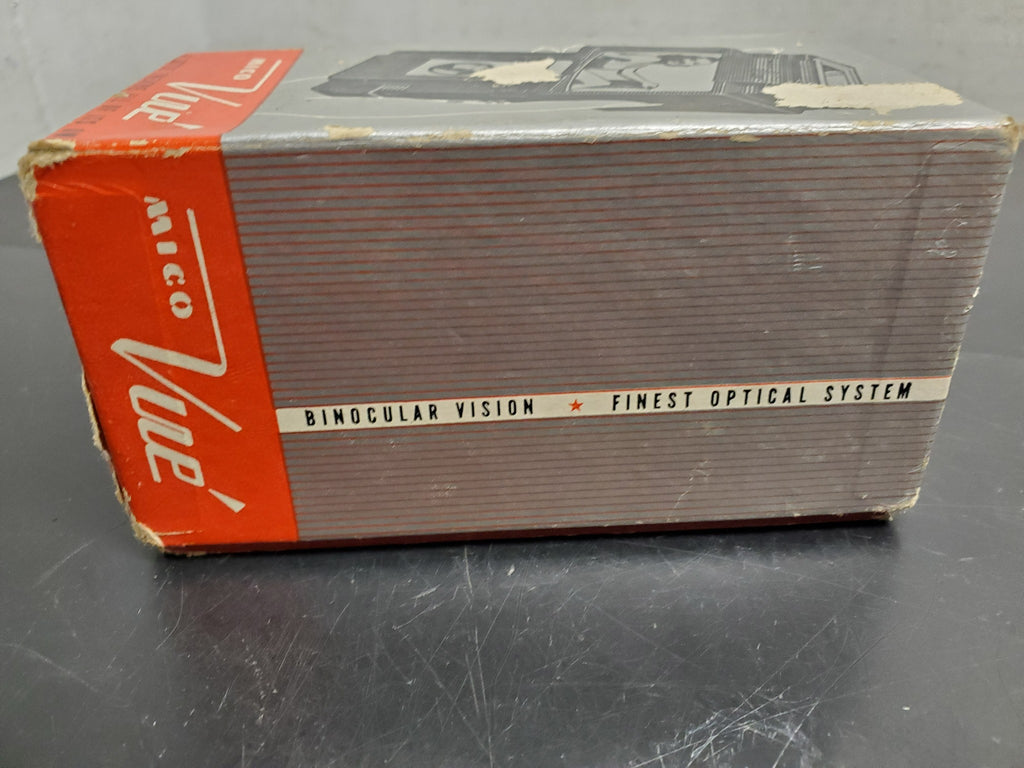 MICO
Vue'
MICO
Vue'
BINOCULAR VISION ★ FINEST OPTICAL SYSTEM